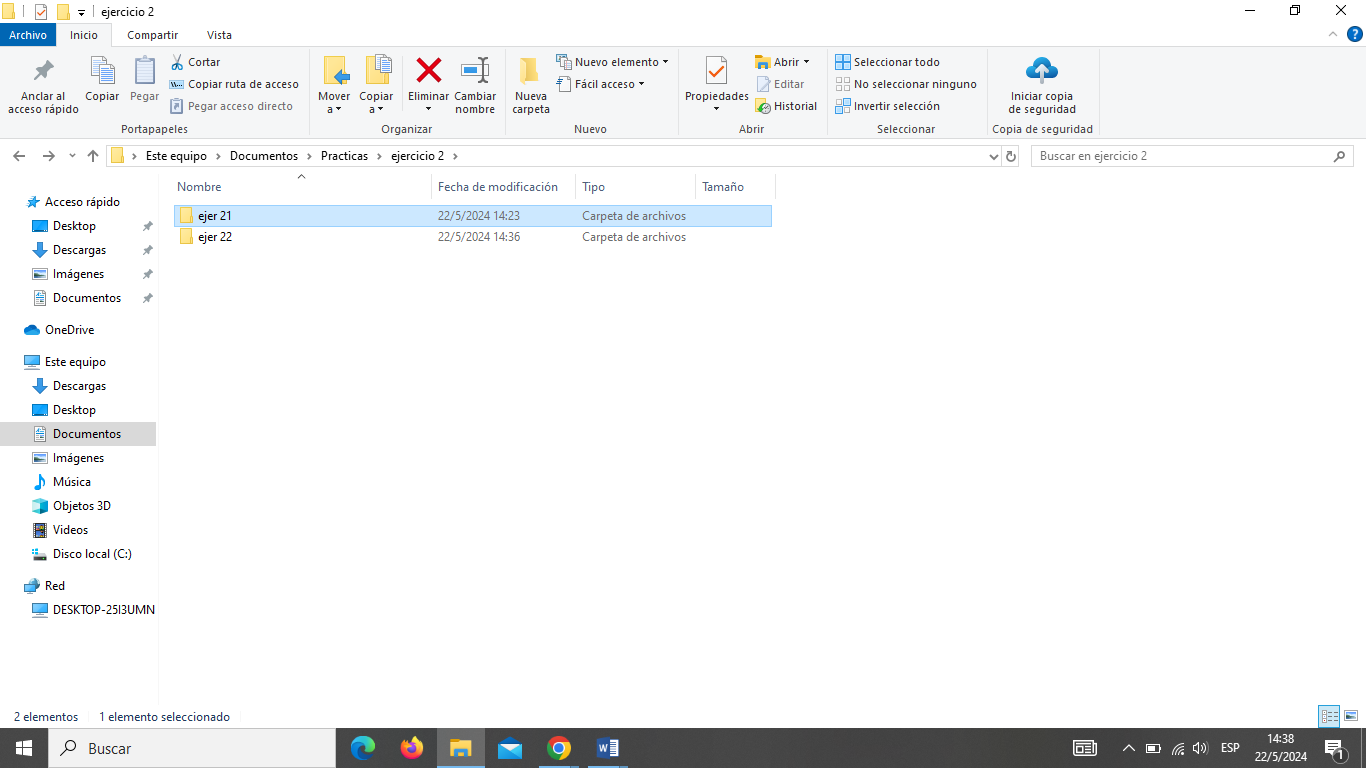 ejercicio 2
Archivo Inicio Compartir Vista
Anclar al acceso rápido
Copiar
Pegar
Cortar
Copiar ruta de acceso
Pegar acceso directo
Portapapeles
Mover a
Copiar a
Eliminar
Cambiar nombre
Organizar
Nueva carpeta
Nuevo elemento
Fácil acceso
Nuevo
Propiedades
Abrir
Editar
Historial
Abrir
Seleccionar todo
No seleccionar ninguno
Invertir selección
Seleccionar
Iniciar copia de seguridad
Copia de seguridad
Este equipo > Documentos > Practicas > ejercicio 2 >
Buscar en ejercicio 2
Nombre Fecha de modificación Tipo Tamaño
ejer 21 22/5/2024 14:23 Carpeta de archivos
ejer 22 22/5/2024 14:36 Carpeta de archivos
Acceso rápido
Desktop
Descargas
Imágenes
Documentos
OneDrive
Este equipo
Descargas
Desktop
Documentos
Imágenes
Música
Objetos 3D
Videos
Disco local (C:)
Red
DESKTOP-25I3UMN
2 elementos 1 elemento seleccionado
Buscar
ESP
14:38
22/5/2024
1